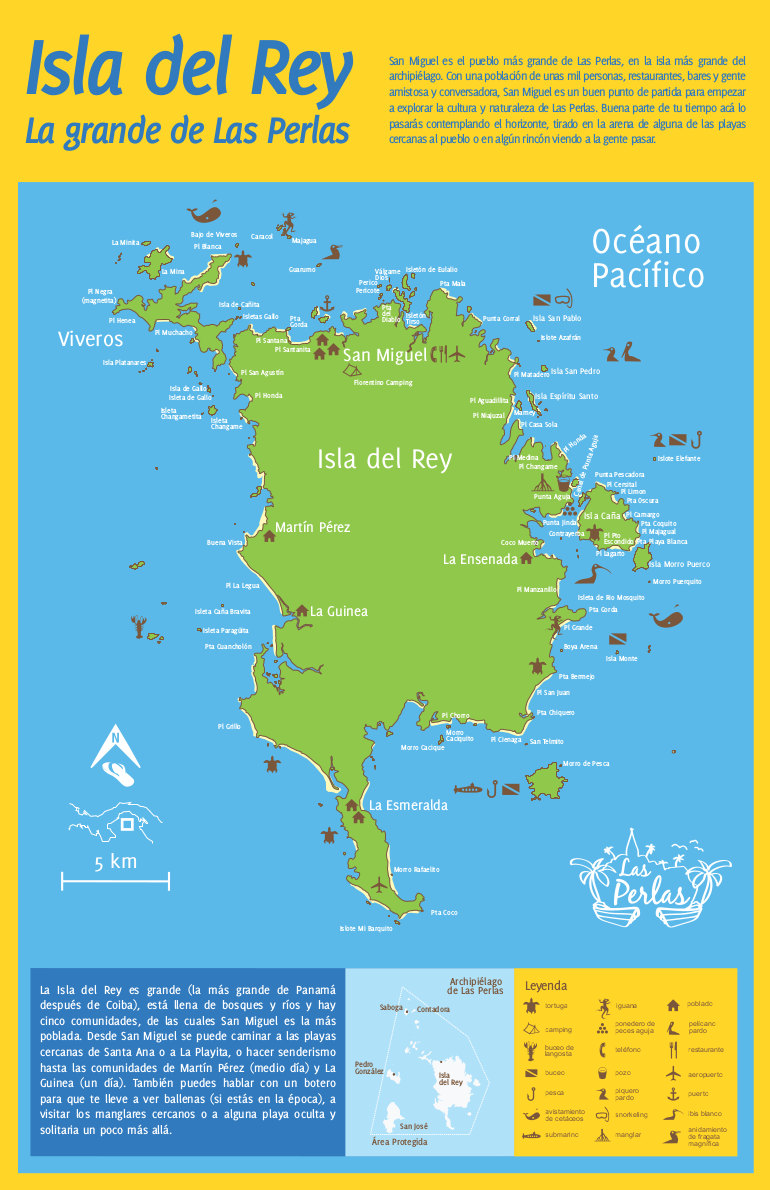 Isla del Rey
La grande de Las Perlas
San Miguel es el pueblo más grande de Las Perlas, en la isla más grande del
archipiélago. Con una población de unas mil personas, restaurantes, bares y gente
amistosa y conversadora, San Miguel es un buen punto de partida para empezar
a explorar la cultura y naturaleza de Las Perlas. Buena parte de tu tiempo acá lo
pasarás contemplando el horizonte, tirado en la arena de alguna de las playas
cercanas al pueblo o en algún rincón viendo a la gente pasar.
Océano
Pacífico
La Minita
Bajo de Viveros
Pl Blanca
Caracol
Majagua
La Mina
Guarumo
Válgame
Dios
Islotón de Eulalio
Perico
Pericote
Pta Mala
Pl Negra
(magnetita)
Isla de Cañita
Isletas Gallo
Pta
Gorda
Pta
del
Diablo
Islotón
Tirso
Punta Corral
Isla San Pablo
Pl Henea
Pl Muchacho
Viveros
Pl Santana
Pl Santanita
San Miguel
Islote Azafrán
Isla Platanares
Pl San Agustín
Florentino Camping
Pl Matadero
Isla San Pedro
Isla de Gallo
Isleta de Gallo
Pl Honda
Isla Espíritu Santo
Isleta
Changametita
Isleta
Changame
Pl Aguadillita
Pl Niajuzal
Mamey
Pl Casa Sola
Isla del Rey
Pl Honda
Canal de Punta Aguja
Pl Medina
Pl Changame
Islote Elefante
Punta Aguja
Punta Pescadora
Pl Cersital
Pl Limon
Pta Oscura
Isla Caña
Pl Camargo
Martín Pérez
Punta Jinda
Contrayerba
Pta Coquito
Pl Majagual
Buena Vista
Coco Muerto
Pl Pto
Escondido
Pta Playa Blanca
La Ensenada
Pl Lagarto
Isla Morro Puerco
Pl La Legua
Pl Manzanillo
Morro Puerquito
Isleta de Río Mosquito
Isleta Caña Bravita
La Guinea
Pta Corda
Isleta Paragüita
Pl Grande
Pta Cuancholón
Boya Arena
Isla Monte
Pta Bermejo
Pl San Juan
Pl Grillo
Pl Chorro
Pta Chiquero
Morro
Caciquito
Morro Cacique
Pl Cienaga
San Telmito
N
Morro de Pesca
La Esmeralda
5 km
Morro Rafaelito
Las
Perlas
Pta Coco
Islote Mi Barquito
La Isla del Rey es grande (la más grande de Panamá
después de Coiba), está llena de bosques y ríos y hay
cinco comunidades, de las cuales San Miguel es la más
poblada. Desde San Miguel se puede caminar a las playas
cercanas de Santa Ana o a La Playita, o hacer senderismo
hasta las comunidades de Martín Pérez (medio día) y La
Guinea (un día). También puedes hablar con un botero
para que te lleve a ver ballenas (si estás en la época), a
visitar los manglares cercanos o a alguna playa oculta y
solitaria un poco más allá.
Archipiélago
de Las Perlas
Saboga
Contadora
Pedro
González
Isla
del Rey
San José
Área Protegida
Leyenda
tortuga
iguana
poblado
camping
ponedero de
peces aguja
pelícano
pardo
buceo de
langosta
teléfono
restaurante
buceo
pozo
aeropuerto
pesca
piquero
pardo
puerto
avistamiento
de cetáceos
snorkeling
ibis blanco
submarino
manglar
anidamiento
de fragata
magnífica